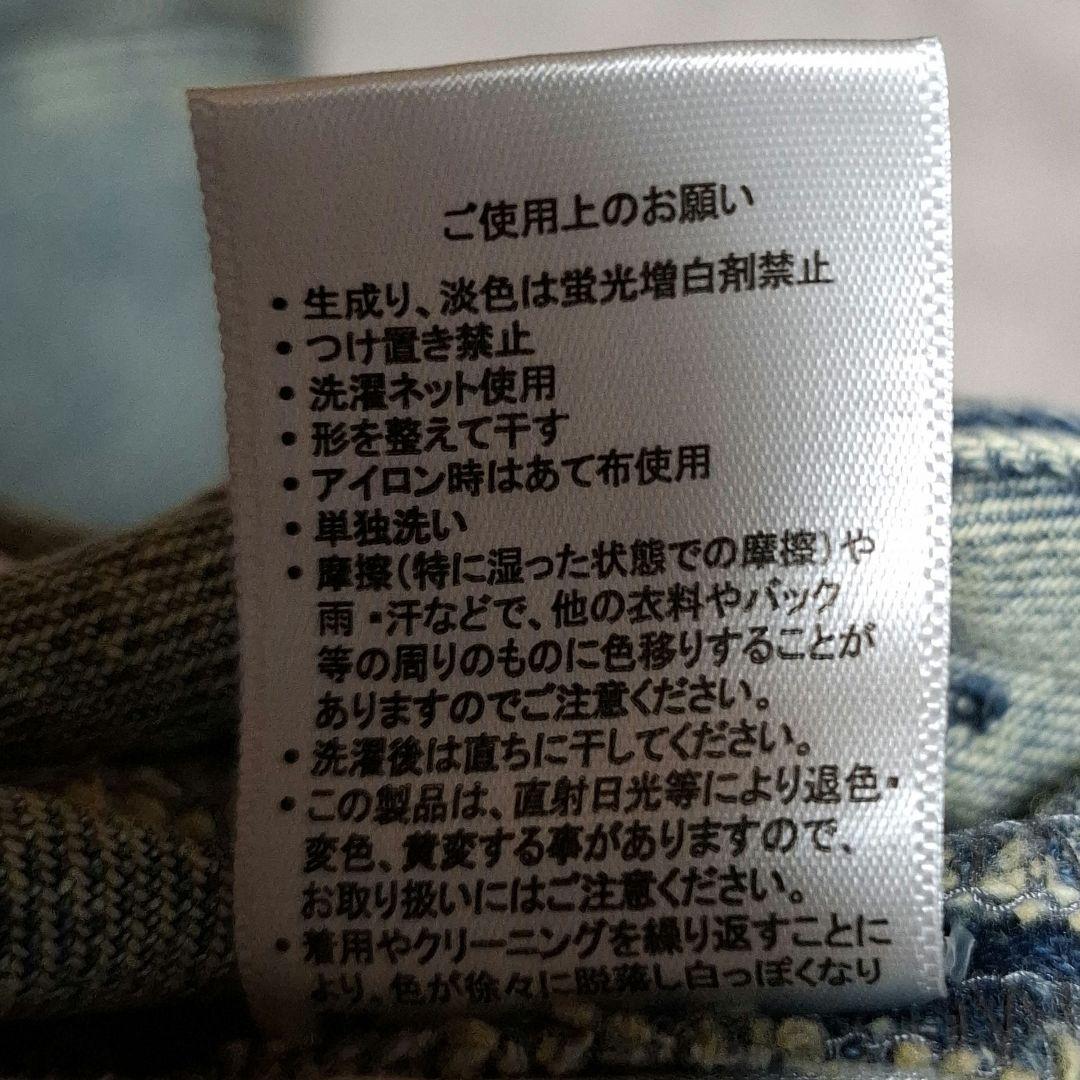 ご使用上のお願い
・生成り、淡色は蛍光増白剤禁止
・つけ置き禁止
・洗濯ネット使用
・形を整えて干す
・アイロン時はあて布使用
・単独洗い
・摩擦(特に湿った状態での摩擦)や
雨・汗などで、他の衣料やバック
等の周りのものに色移りすることが
ありますのでご注意ください。
・洗濯後は直ちに干してください。
・この製品は、直射日光等により退色・
変色、黄変する事がありますので、
お取り扱いにはご注意ください。
・着用やクリーニングを繰り返すことに
より、色が徐々に脱落し白っぽくなり